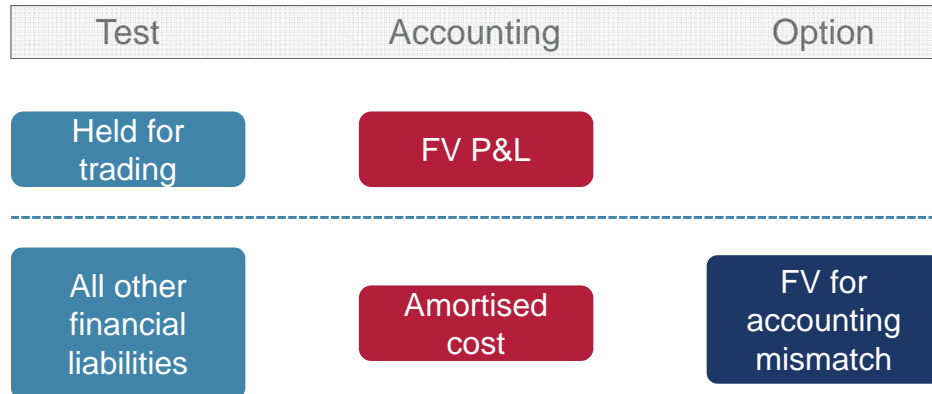 Test Accounting Option
Held for
trading
FV P&L
All other
financial
liabilities
Amortised
cost
FV for
accounting
mismatch